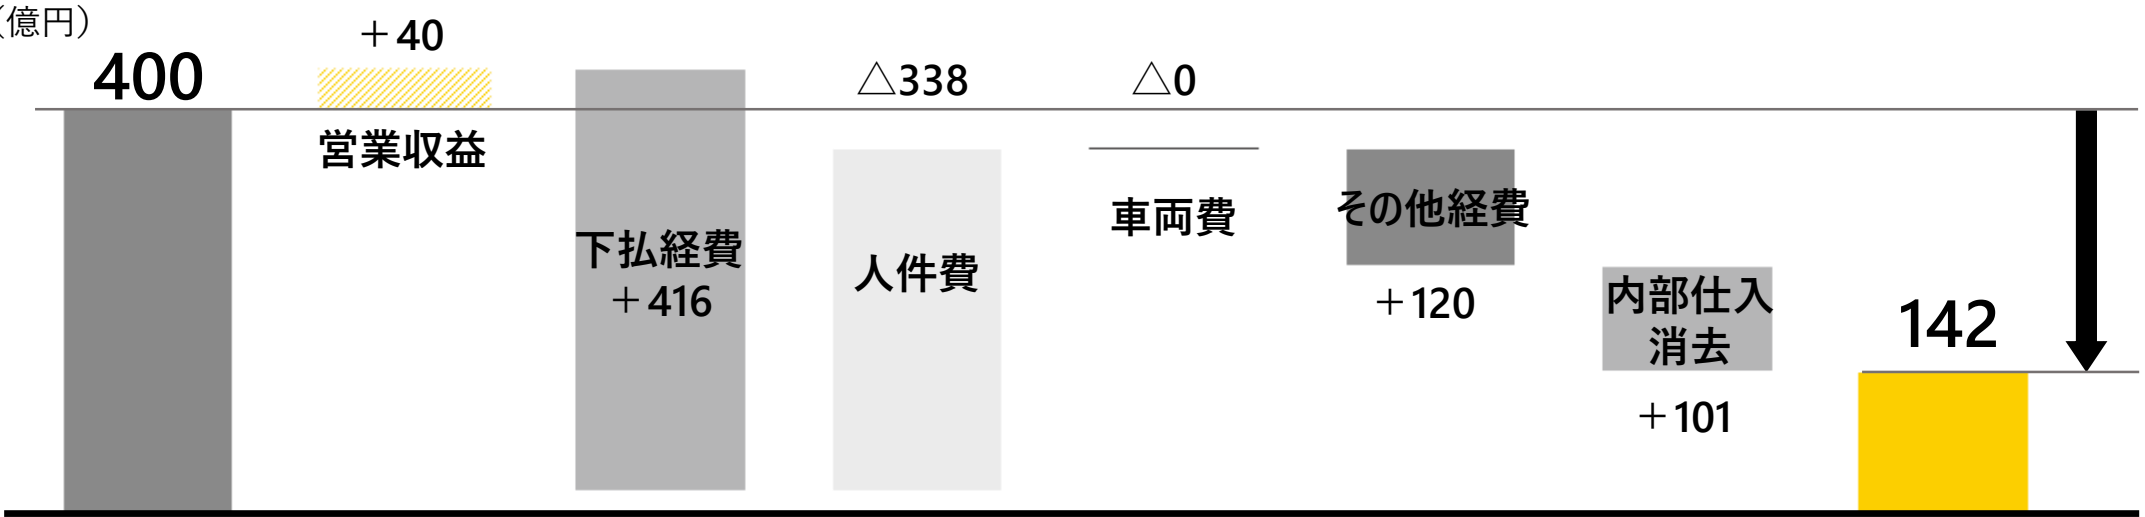 （億円）
400
＋40
営業収益
下払経費
＋416
△338
人件費
△0
車両費
その他経費
＋120
内部仕入
消去
＋101
142